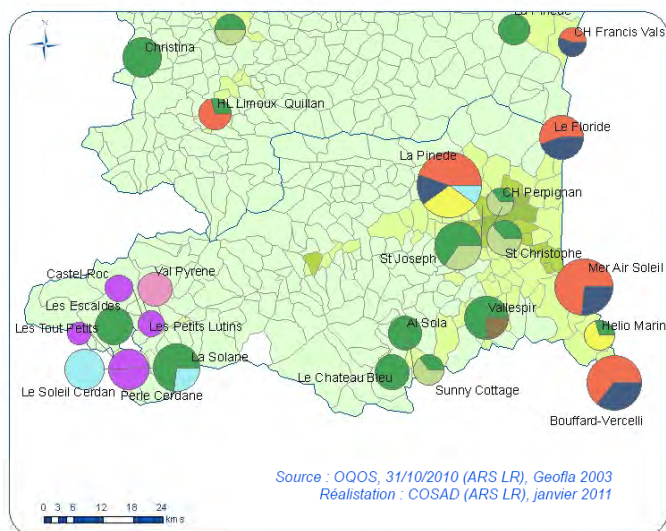 La Pinede
CH Francis Vals
Christina
HL Limoux Quillan
Le Floride
La Pinede
CH Perpignan
St Joseph
St Christophe
Mer Air Soleil
Castel-Roc
Val Pyrene
Les Escaldes
Les Tout Petits
Les Petits Lutins
Vallespir
Helio Marin
Al Sola
La Solane
Le Soleil Cerdan
Perle Cerdane
Le Chateau Bleu
Sunny Cottage
Bouffard-Vercelli
Source : OQOS, 31/10/2010 (ARS LR), Geofla 2003
Réalistation : COSAD (ARS LR), janvier 2011
0 3 6 12 18 24
kms